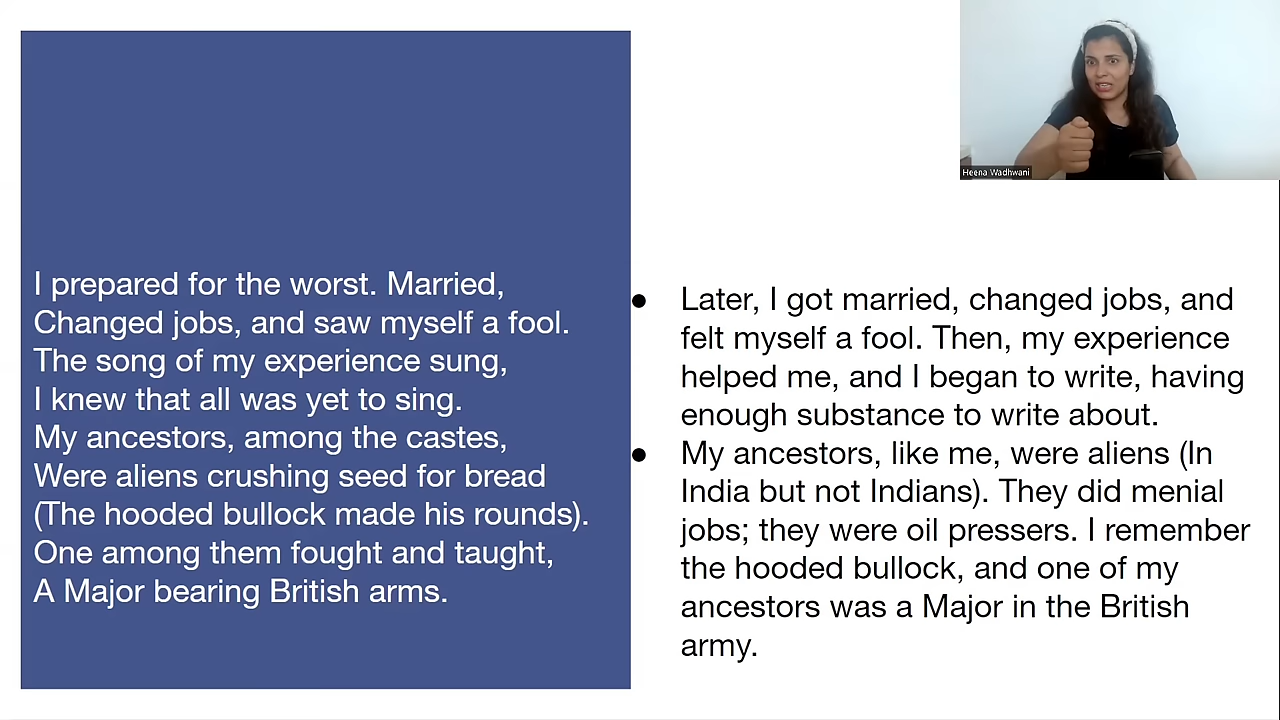 Heena Wadhwani
I prepared for the worst. Married,
Changed jobs, and saw myself a fool.
The song of my experience sung,
I knew that all was yet to sing.
My ancestors, among the castes,
Were aliens crushing seed for bread
(The hooded bullock made his rounds).
One among them fought and taught,
A Major bearing British arms.
● Later, I got married, changed jobs, and
felt myself a fool. Then, my experience
helped me, and I began to write, having
enough substance to write about.
● My ancestors, like me, were aliens (In
India but not Indians). They did menial
jobs; they were oil pressers. I remember
the hooded bullock, and one of my
ancestors was a Major in the British
army.